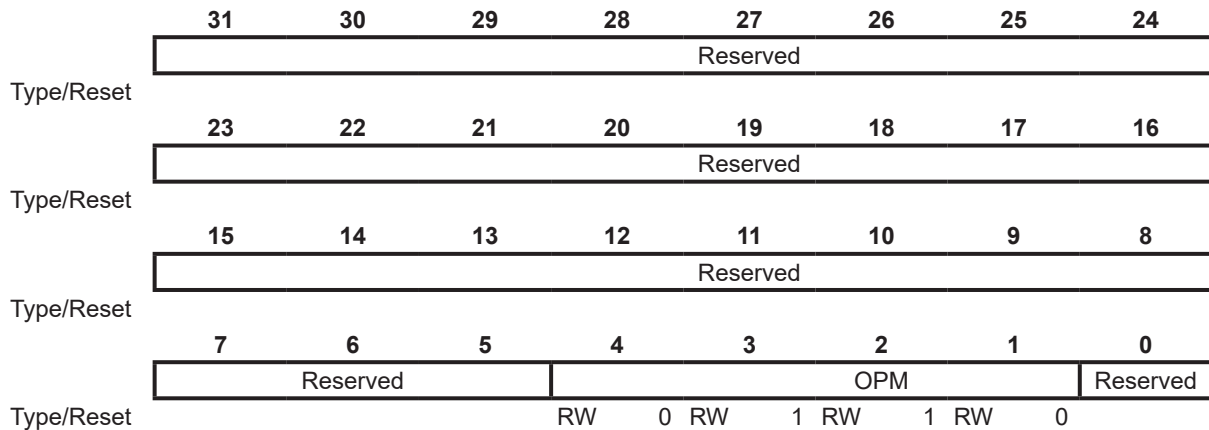 31 30 29 28 27 26 25 24
Reserved
Type/Reset
23 22 21 20 19 18 17 16
Reserved
Type/Reset
15 14 13 12 11 10 9 8
Reserved
Type/Reset
7 6 5 4 3 2 1 0
Reserved OPM Reserved
Type/Reset RW 0 RW 1 RW 1 RW 0